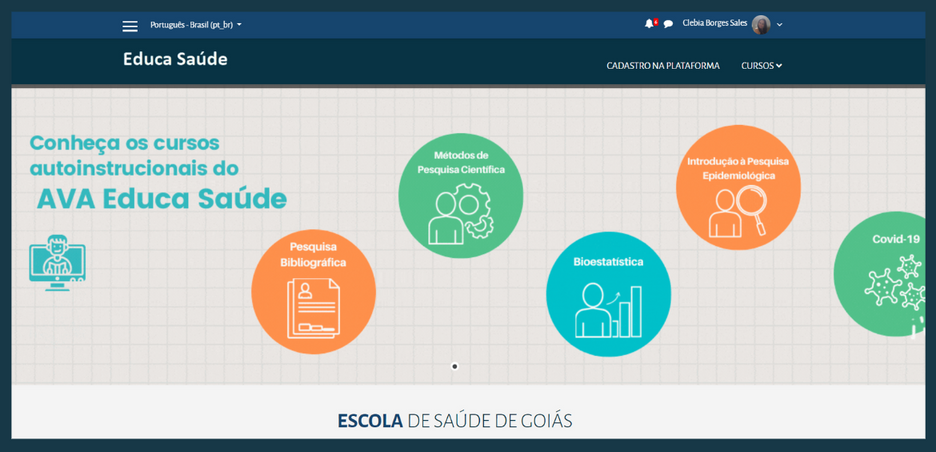 Português - Brasil (pt_br)
Clebia Borges Sales
Educa Saúde
CADASTRO NA PLATAFORMA
CURSOS
Conheça os cursos
autoinstrucionais do
AVA Educa Saúde
Métodos de
Pesquisa Científica
Introdução à Pesquisa
Epidemiológica
Pesquisa
Bibliográfica
Bioestatística
Covid-19
ESCOLA DE SAÚDE DE GOIÁS